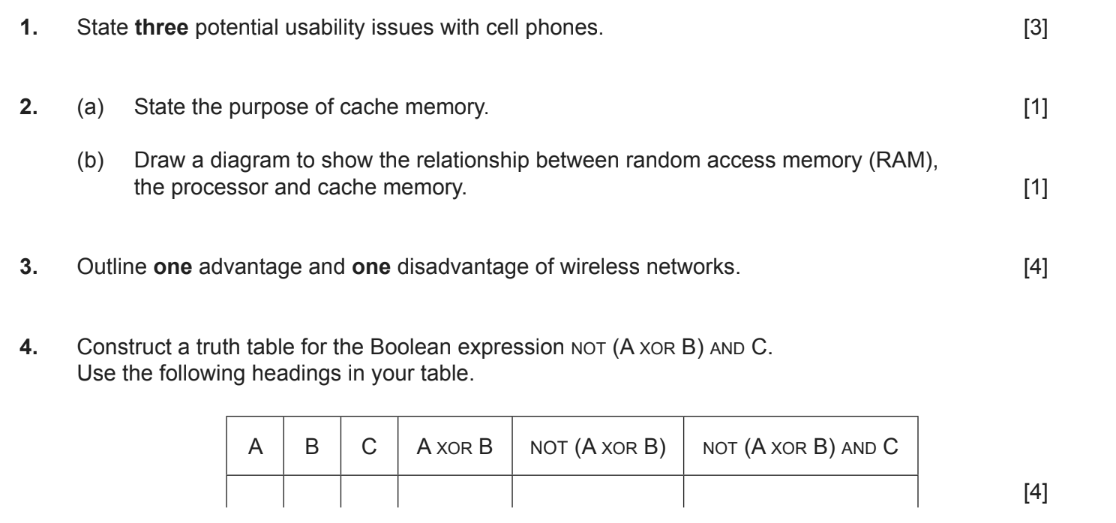 1. State three potential usability issues with cell phones. [3]
2. (a) State the purpose of cache memory. [1]
(b) Draw a diagram to show the relationship between random access memory (RAM),
the processor and cache memory. [1]
3. Outline one advantage and one disadvantage of wireless networks. [4]
4. Construct a truth table for the Boolean expression NOT (A XOR B) AND C.
Use the following headings in your table.
A B C A XOR B NOT (A XOR B) NOT (A XOR B) AND C
[4]